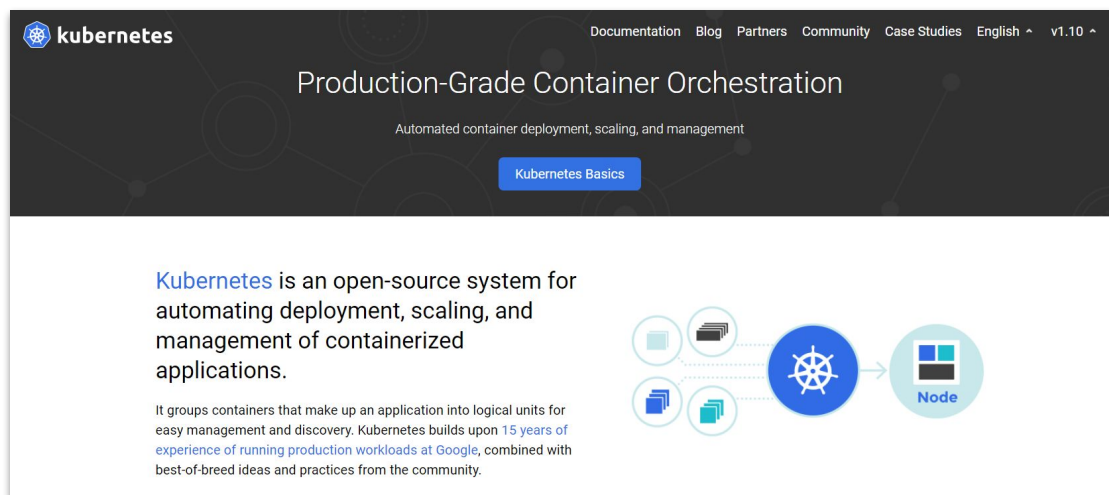 kubernetes
Documentation Blog Partners Community Case Studies English v1.10
Production-Grade Container Orchestration
Automated container deployment, scaling, and management
Kubernetes Basics
Kubernetes is an open-source system for
automating deployment, scaling, and
management of containerized
applications.
It groups containers that make up an application into logical units for
easy management and discovery. Kubernetes builds upon 15 years of
experience of running production workloads at Google, combined with
best-of-breed ideas and practices from the community.
Node